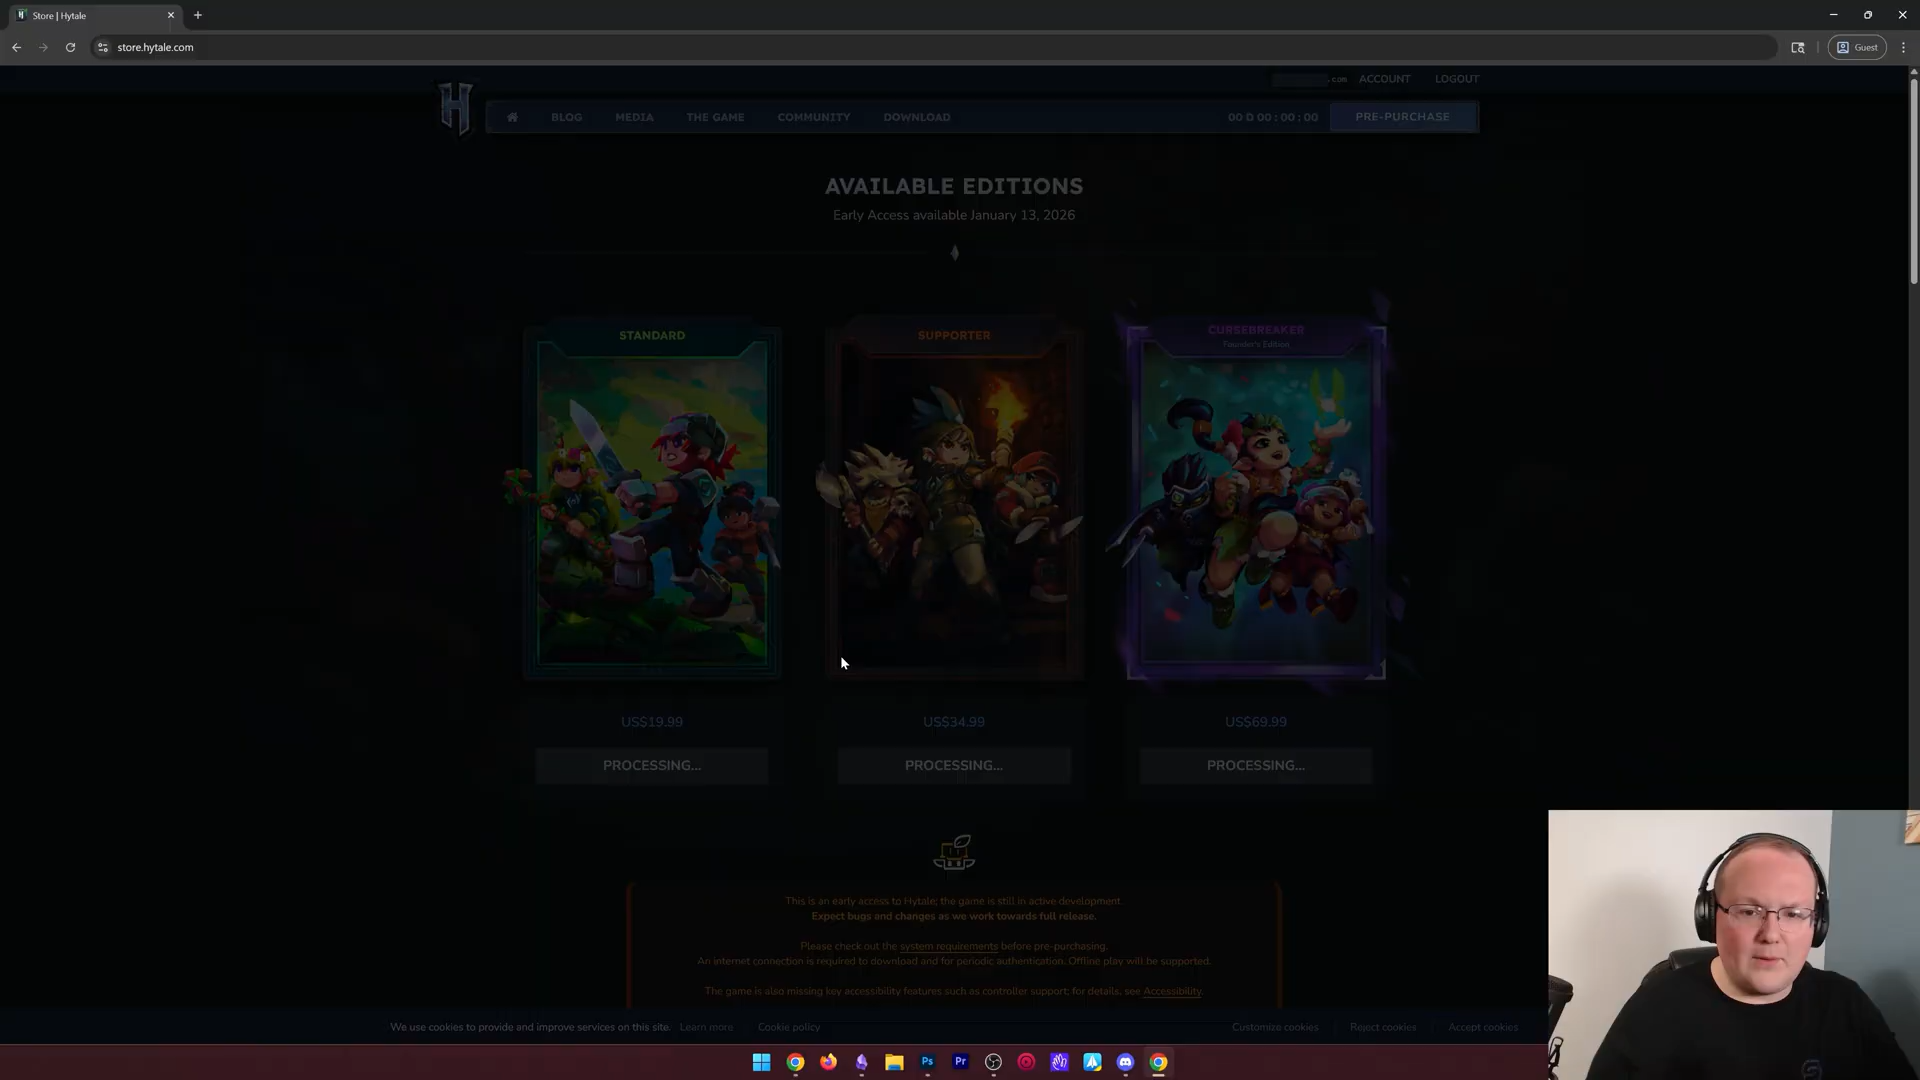 Store | Hytale
store.hytale.com
Guest
.com ACCOUNT LOGOUT
BLOG MEDIA THE GAME COMMUNITY DOWNLOAD 00 D 00 : 00 : 00 PRE-PURCHASE
AVAILABLE EDITIONS
Early Access available January 13, 2026
STANDARD SUPPORTER CURSEBREAKER
Founder's Edition
US$19.99 US$34.99 US$69.99
PROCESSING... PROCESSING... PROCESSING...
This is an early access to Hytale; the game is still in active development.
Expect bugs and changes as we work towards full release.
Please check out the system requirements before pre-purchasing.
An internet connection is required to download and for periodic authentication. Offline play will be supported.
The game is also missing key accessibility features such as controller support; for details, see Accessibility.
We use cookies to provide and improve services on this site. Learn more Cookie policy Customize cookies Reject cookies Accept cookies
Ps Pr